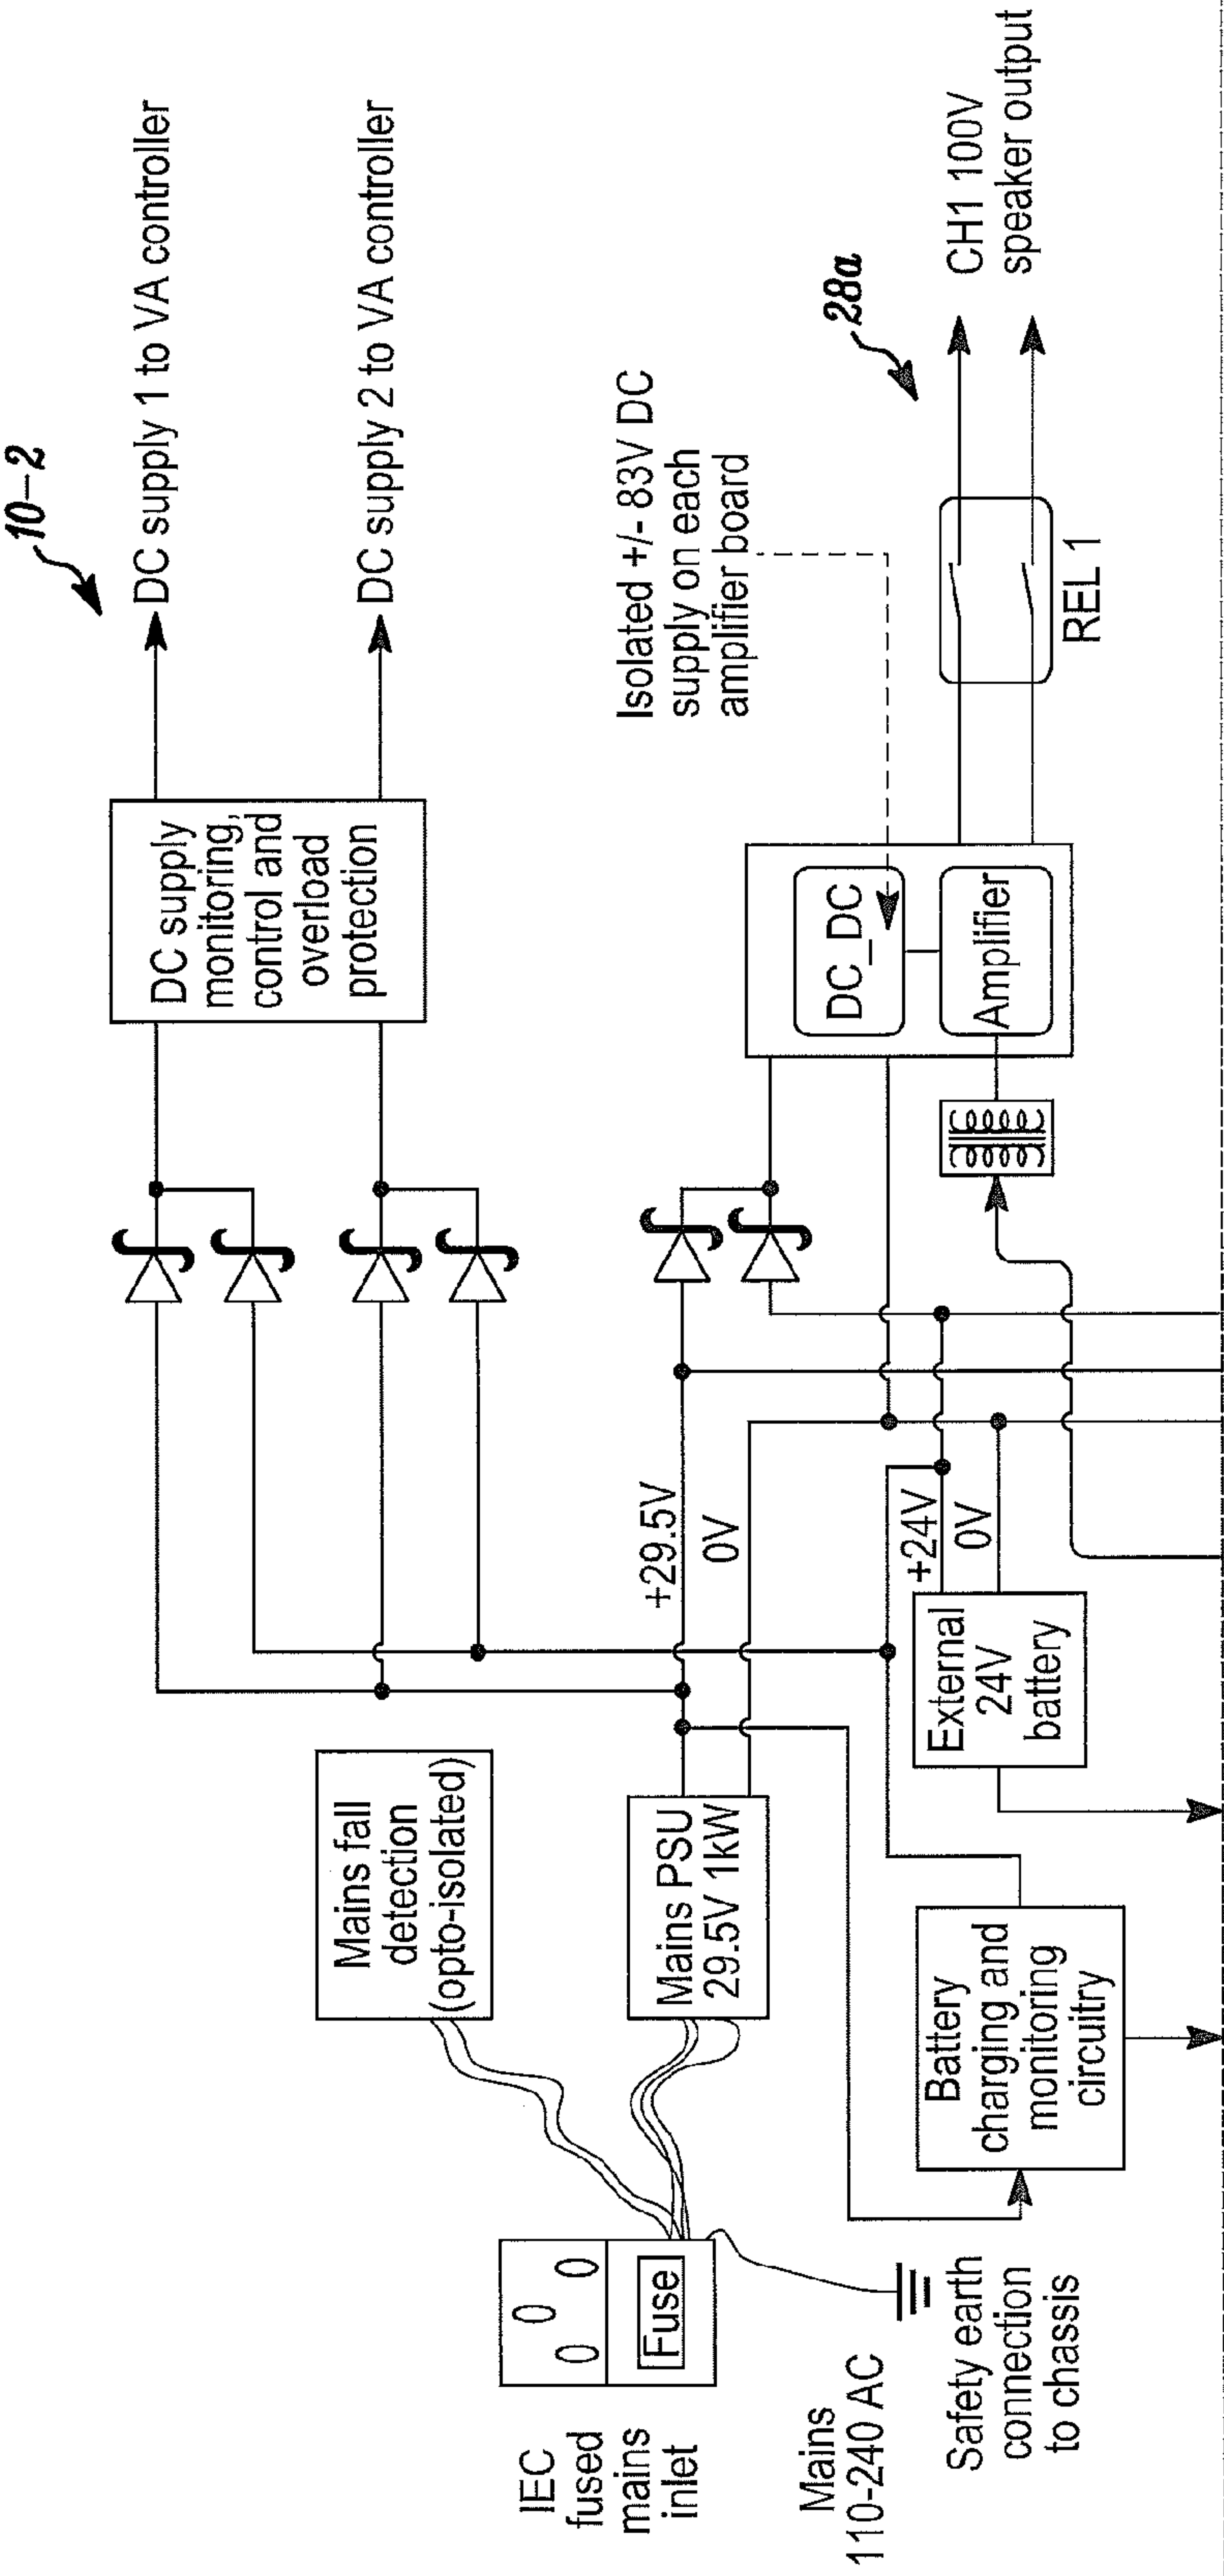 10-2
DC supply 1 to VA controller
DC supply 2 to VA controller
DC supply
monitoring,
control and
overload
protection
Mains fall
detection
(opto-isolated)
IEC
fused
mains
inlet
Fuse
Mains PSU
29.5V 1kW
+29.5V
0V
Isolated +/- 83V DC
supply on each
amplifier board
28a
DC_DC
Amplifier
REL 1
CH1 100V
speaker output
Mains
110-240 AC
Safety earth
connection
to chassis
Battery
charging and
monitoring
circuitry
External
24V
battery
+24V
0V